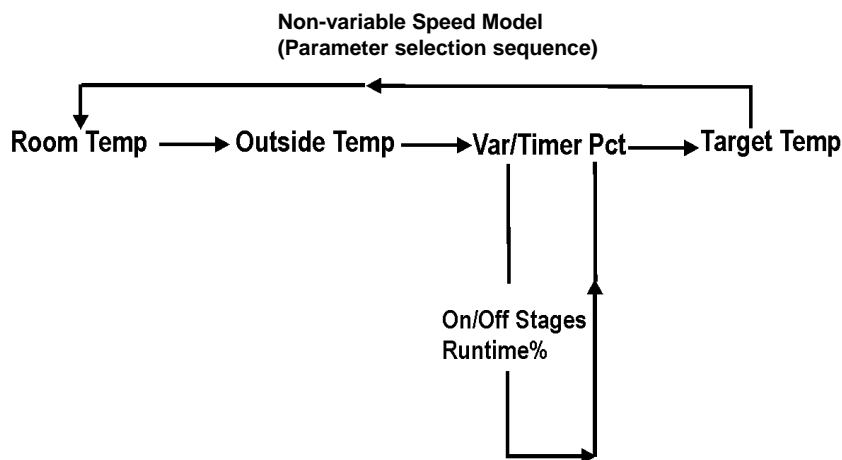 Non-variable Speed Model
(Parameter selection sequence)
Room Temp
Outside Temp
Var/Timer Pct
Target Temp
On/Off Stages
Runtime%